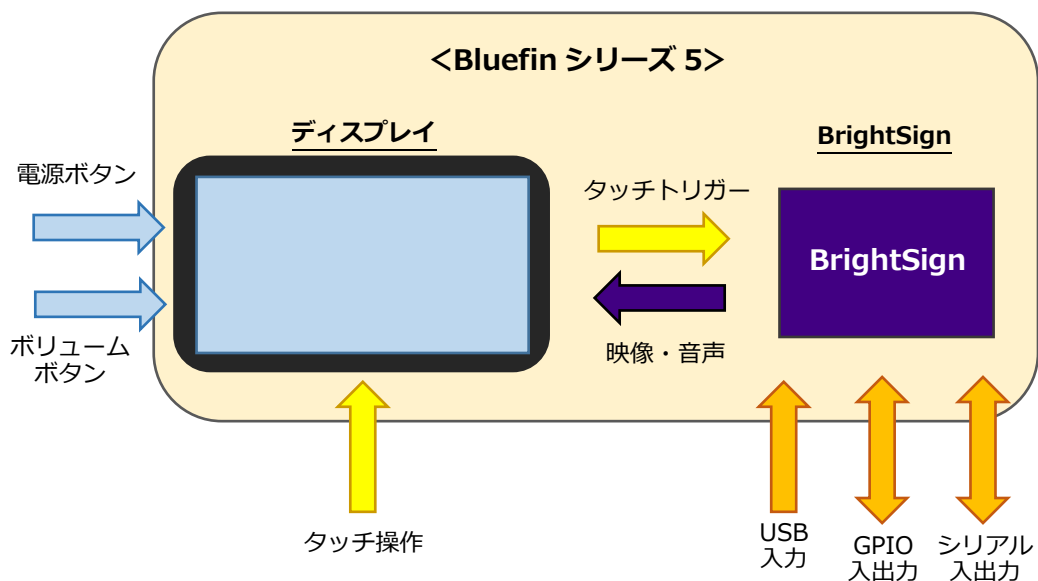 ＜Bluefin シリーズ 5＞
ディスプレイ
BrightSign
電源ボタン
タッチトリガー
BrightSign
ボリューム
ボタン
映像・音声
タッチ操作
USB
入力
GPIO
入出力
シリアル
入出力